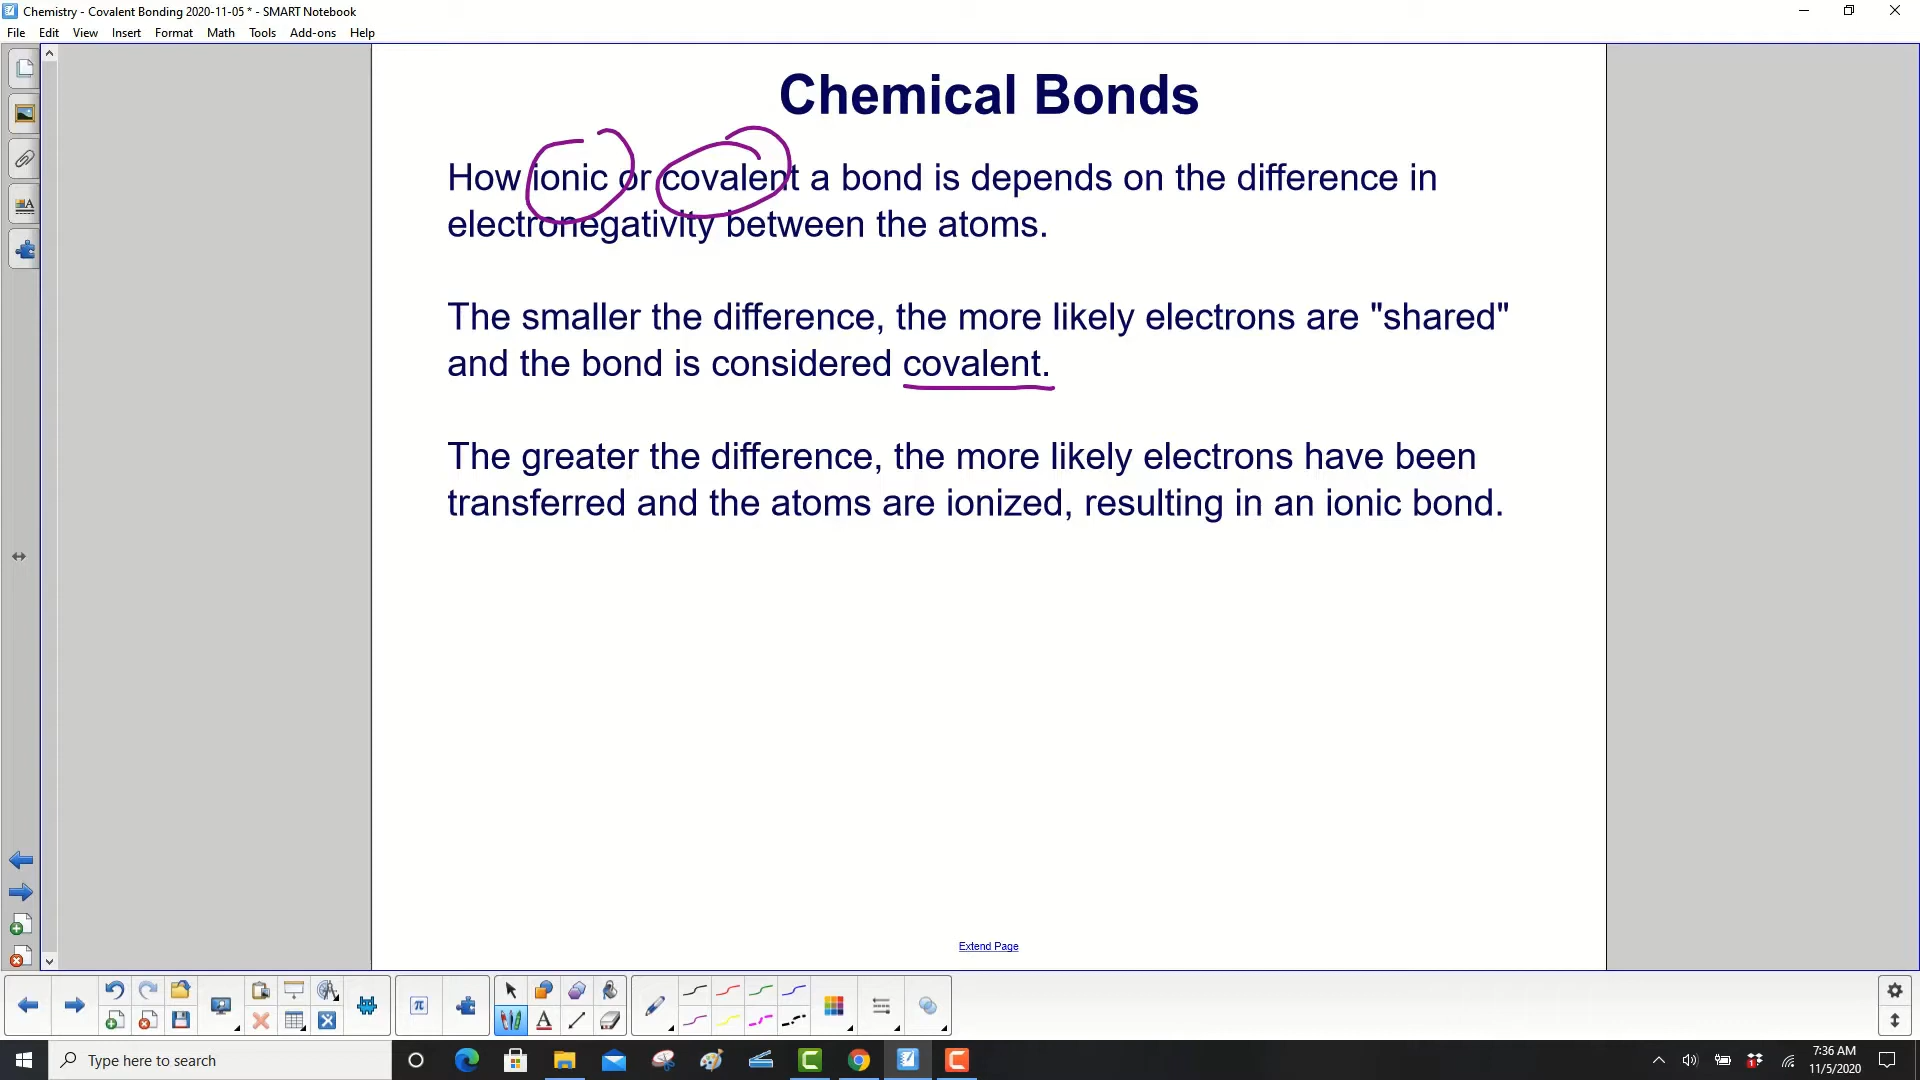 Chemistry - Covalent Bonding 2020-11-05 * - SMART Notebook
File Edit View Insert Format Math Tools Add-ons Help
Chemical Bonds
How ionic or covalent a bond is depends on the difference in
electronegativity between the atoms.
The smaller the difference, the more likely electrons are "shared"
and the bond is considered covalent.
The greater the difference, the more likely electrons have been
transferred and the atoms are ionized, resulting in an ionic bond.
Extend Page
Type here to search
7:36 AM
11/5/2020